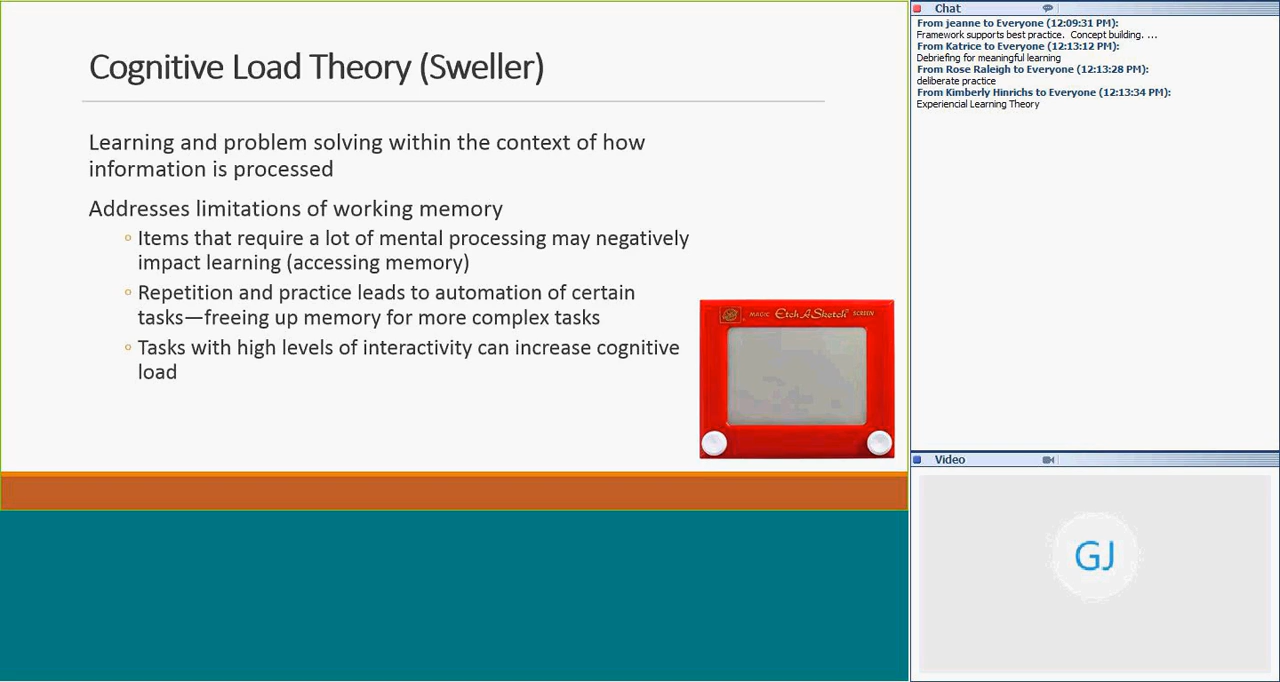 Cognitive Load Theory (Sweller)
Learning and problem solving within the context of how
information is processed
Addresses limitations of working memory
Items that require a lot of mental processing may negatively
impact learning (accessing memory)
Repetition and practice leads to automation of certain
tasks—freeing up memory for more complex tasks
Tasks with high levels of interactivity can increase cognitive
load
MAGIC Etch A Sketch SCREEN
Chat
From jeanne to Everyone (12:09:31 PM):
Framework supports best practice. Concept building. ...
From Katrice to Everyone (12:13:12 PM):
Debriefing for meaningful learning
From Rose Raleigh to Everyone (12:13:28 PM):
deliberate practice
From Kimberly Hinrichs to Everyone (12:13:34 PM):
Experiencial Learning Theory
Video
GJ